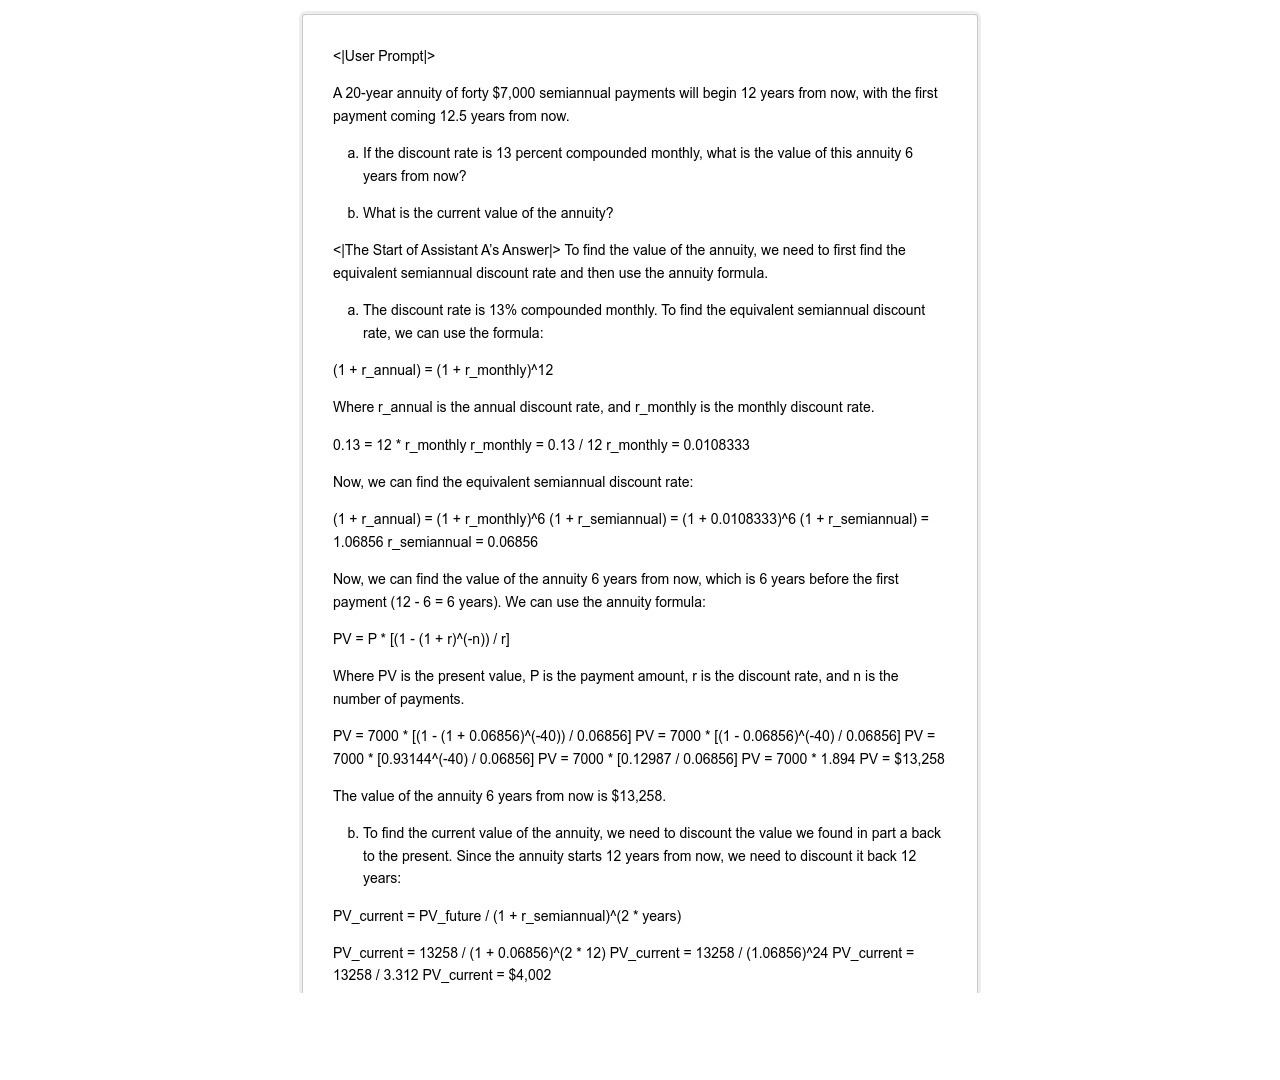 <|User Prompt|>
A 20-year annuity of forty $7,000 semiannual payments will begin 12 years from now, with the first
payment coming 12.5 years from now.
a. If the discount rate is 13 percent compounded monthly, what is the value of this annuity 6
years from now?
b. What is the current value of the annuity?
<|The Start of Assistant A’s Answer|> To find the value of the annuity, we need to first find the
equivalent semiannual discount rate and then use the annuity formula.
a. The discount rate is 13% compounded monthly. To find the equivalent semiannual discount
rate, we can use the formula:
(1 + r_annual) = (1 + r_monthly)^12
Where r_annual is the annual discount rate, and r_monthly is the monthly discount rate.
0.13 = 12 * r_monthly r_monthly = 0.13 / 12 r_monthly = 0.0108333
Now, we can find the equivalent semiannual discount rate:
(1 + r_annual) = (1 + r_monthly)^6 (1 + r_semiannual) = (1 + 0.0108333)^6 (1 + r_semiannual) =
1.06856 r_semiannual = 0.06856
Now, we can find the value of the annuity 6 years from now, which is 6 years before the first
payment (12 - 6 = 6 years). We can use the annuity formula:
PV = P * [(1 - (1 + r)^(-n)) / r]
Where PV is the present value, P is the payment amount, r is the discount rate, and n is the
number of payments.
PV = 7000 * [(1 - (1 + 0.06856)^(-40)) / 0.06856] PV = 7000 * [(1 - 0.06856)^(-40) / 0.06856] PV =
7000 * [0.93144^(-40) / 0.06856] PV = 7000 * [0.12987 / 0.06856] PV = 7000 * 1.894 PV = $13,258
The value of the annuity 6 years from now is $13,258.
b. To find the current value of the annuity, we need to discount the value we found in part a back
to the present. Since the annuity starts 12 years from now, we need to discount it back 12
years:
PV_current = PV_future / (1 + r_semiannual)^(2 * years)
PV_current = 13258 / (1 + 0.06856)^(2 * 12) PV_current = 13258 / (1.06856)^24 PV_current =
13258 / 3.312 PV_current = $4,002